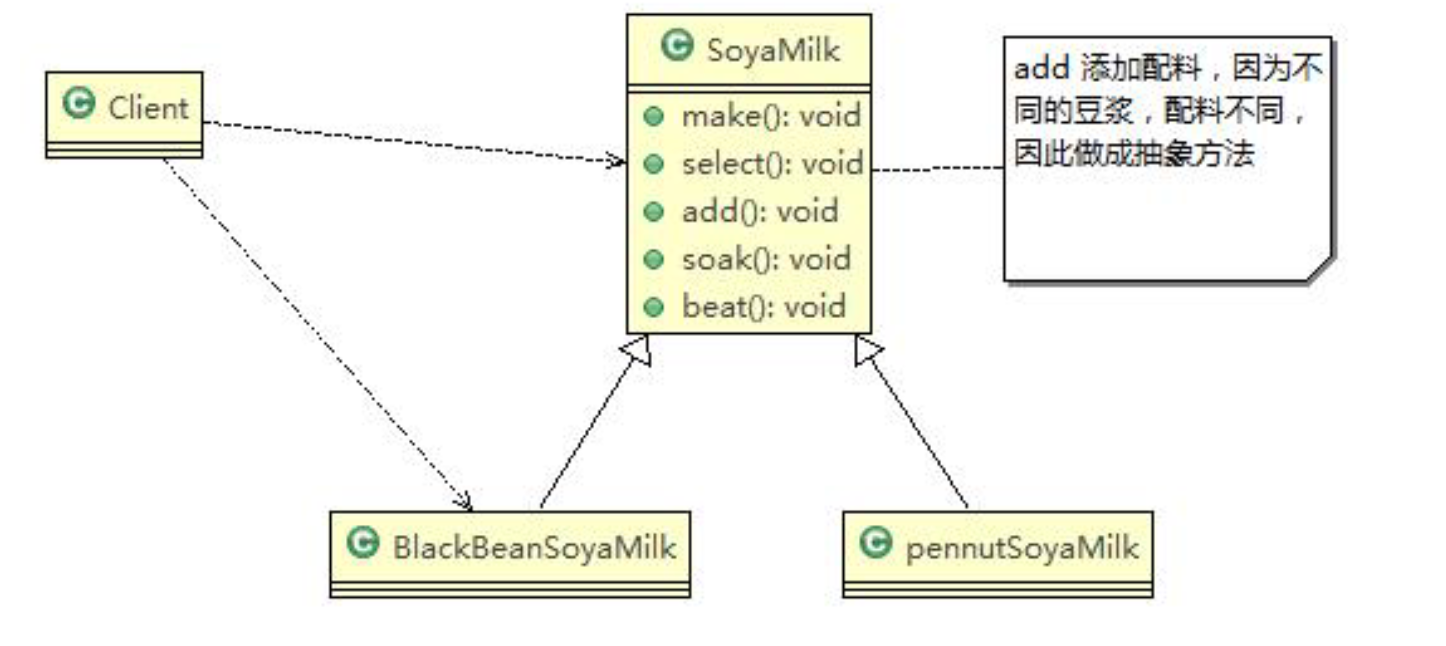 SoyaMilk
Client
make(): void
select(): void
add(): void
soak(): void
beat(): void
add 添加配料，因为不
同的豆浆，配料不同，
因此做成抽象方法
BlackBeanSoyaMilk
pennutSoyaMilk